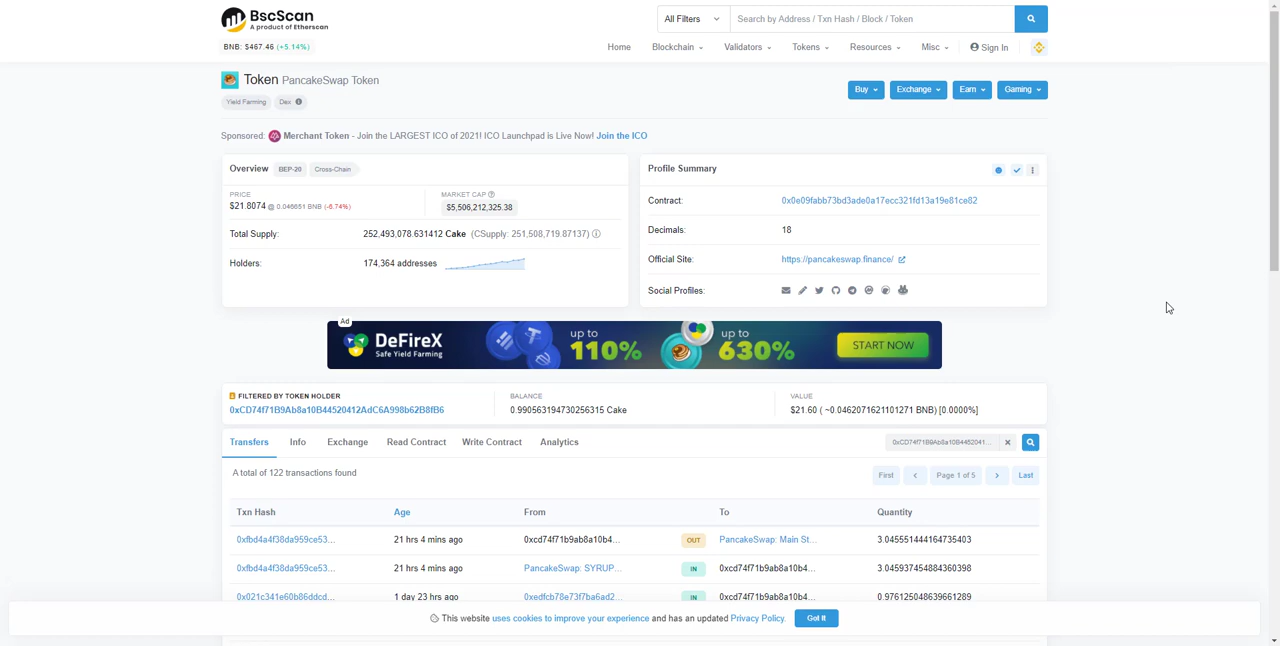 BscScan
A product of Etherscan
All Filters
Search by Address / Txn Hash / Block / Token
BNB: $467.46 (+5.14%)
Home Blockchain Validators Tokens Resources Misc Sign In
Token PancakeSwap Token
Buy Exchange Earn Gaming
Yield Farming Dex
Sponsored: Merchant Token - Join the LARGEST ICO of 2021! ICO Launchpad is Live Now! Join the ICO
Overview BEP-20 Cross-Chain
PRICE
$21.8074 @ 0.046651 BNB (-6.74%)
MARKET CAP
$5,506,212,325.38
Total Supply: 252,493,078.631412 Cake (CSupply: 251,508,719.87137)
Holders: 174,364 addresses
Profile Summary
Contract: 0x0e09fabb73bd3ade0a17ecc321fd13a19e81ce82
Decimals: 18
Official Site: https://pancakeswap.finance/
Social Profiles:
Ad
DeFireX
Safe Yield Farming
up to
110%
up to
630%
START NOW
FILTERED BY TOKEN HOLDER
0xCD74f71B9Ab8a10B44520412AdC6A998b62B8fB6
BALANCE
0.990563194730256315 Cake
VALUE
$21.60 ( ~0.0462071621101271 BNB) [0.0000%]
Transfers Info Exchange Read Contract Write Contract Analytics
0xCD74f71B9Ab8a10B4452041...
A total of 122 transactions found
First Page 1 of 5 Last
Txn Hash Age From To Quantity
0xfbd4a4f38da959ce53... 21 hrs 4 mins ago 0xcd74f71b9ab8a10b4... OUT PancakeSwap: Main St... 3.045551444164735403
0xfbd4a4f38da959ce53... 21 hrs 4 mins ago PancakeSwap: SYRUP... IN 0xcd74f71b9ab8a10b4... 3.045937454884360398
0x021c341e60b86ddcd... 1 day 23 hrs ago 0xedfcb78e73f7ba6ad2... IN 0xcd74f71b9ab8a10b4... 0.976125048639661289
This website uses cookies to improve your experience and has an updated Privacy Policy.
Got It